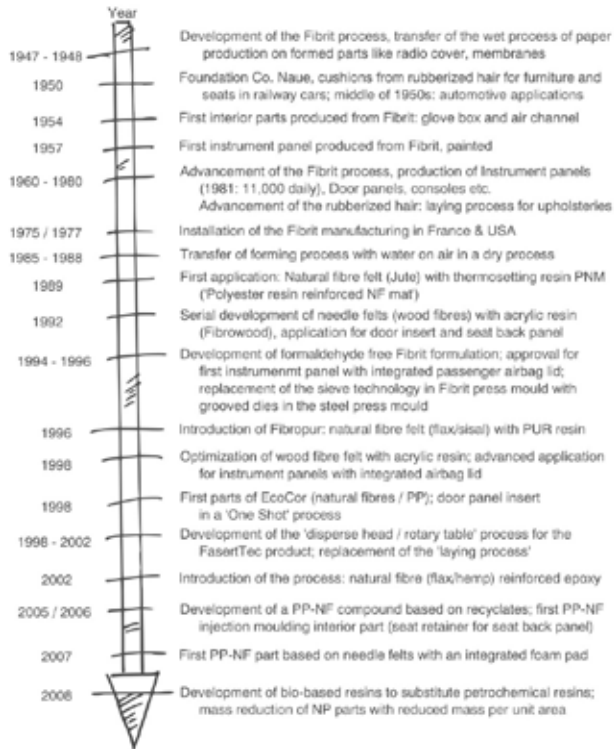 Year
Development of the Fibrit process, transfer of the wet process of paper
1947 - 1948 production on formed parts like radio cover, membranes
1950 Foundation Co. Naue, cushions from rubberized hair for furniture and
seats in railway cars; middle of 1950s: automotive applications
1954 First interior parts produced from Fibrit: glove box and air channel
1957 First instrument panel produced from Fibrit, painted
1960 - 1980 Advancement of the Fibrit process, production of Instrument panels
(1981: 11,000 daily), Door panels, consoles etc.
Advancement of the rubberized hair: laying process for upholsteries
1975 / 1977 Installation of the Fibrit manufacturing in France & USA
1985 - 1988 Transfer of forming process with water on air in a dry process
1989 First application: Natural fibre felt (Jute) with thermosetting resin PNM
('Polyester resin reinforced NF mat')
1992 Serial development of needle felts (wood fibres) with acrylic resin
(Fibrowood), application for door insert and seat back panel
1994 - 1996 Development of formaldehyde free Fibrit formulation; approval for
first instrumenmt panel with integrated passenger airbag lid;
replacement of the sieve technology in Fibrit press mould with
grooved dies in the steel press mould
1996 Introduction of Fibropur: natural fibre felt (flax/sisal) with PUR resin
1998 Optimization of wood fibre felt with acrylic resin; advanced application
for instrument panels with integrated airbag lid
1998 First parts of EcoCor (natural fibres / PP); door panel insert
in a 'One Shot' process
1998 - 2002 Development of the 'disperse head / rotary table' process for the
FasertTec product; replacement of the 'laying process'
2002 Introduction of the process: natural fibre (flax/hemp) reinforced epoxy
2005 / 2006 Development of a PP-NF compound based on recyclates; first PP-NF
injection moulding interior part (seat retainer for seat back panel)
2007 First PP-NF part based on needle felts with an integrated foam pad
2008 Development of bio-based resins to substitute petrochemical resins;
mass reduction of NP parts with reduced mass per unit area